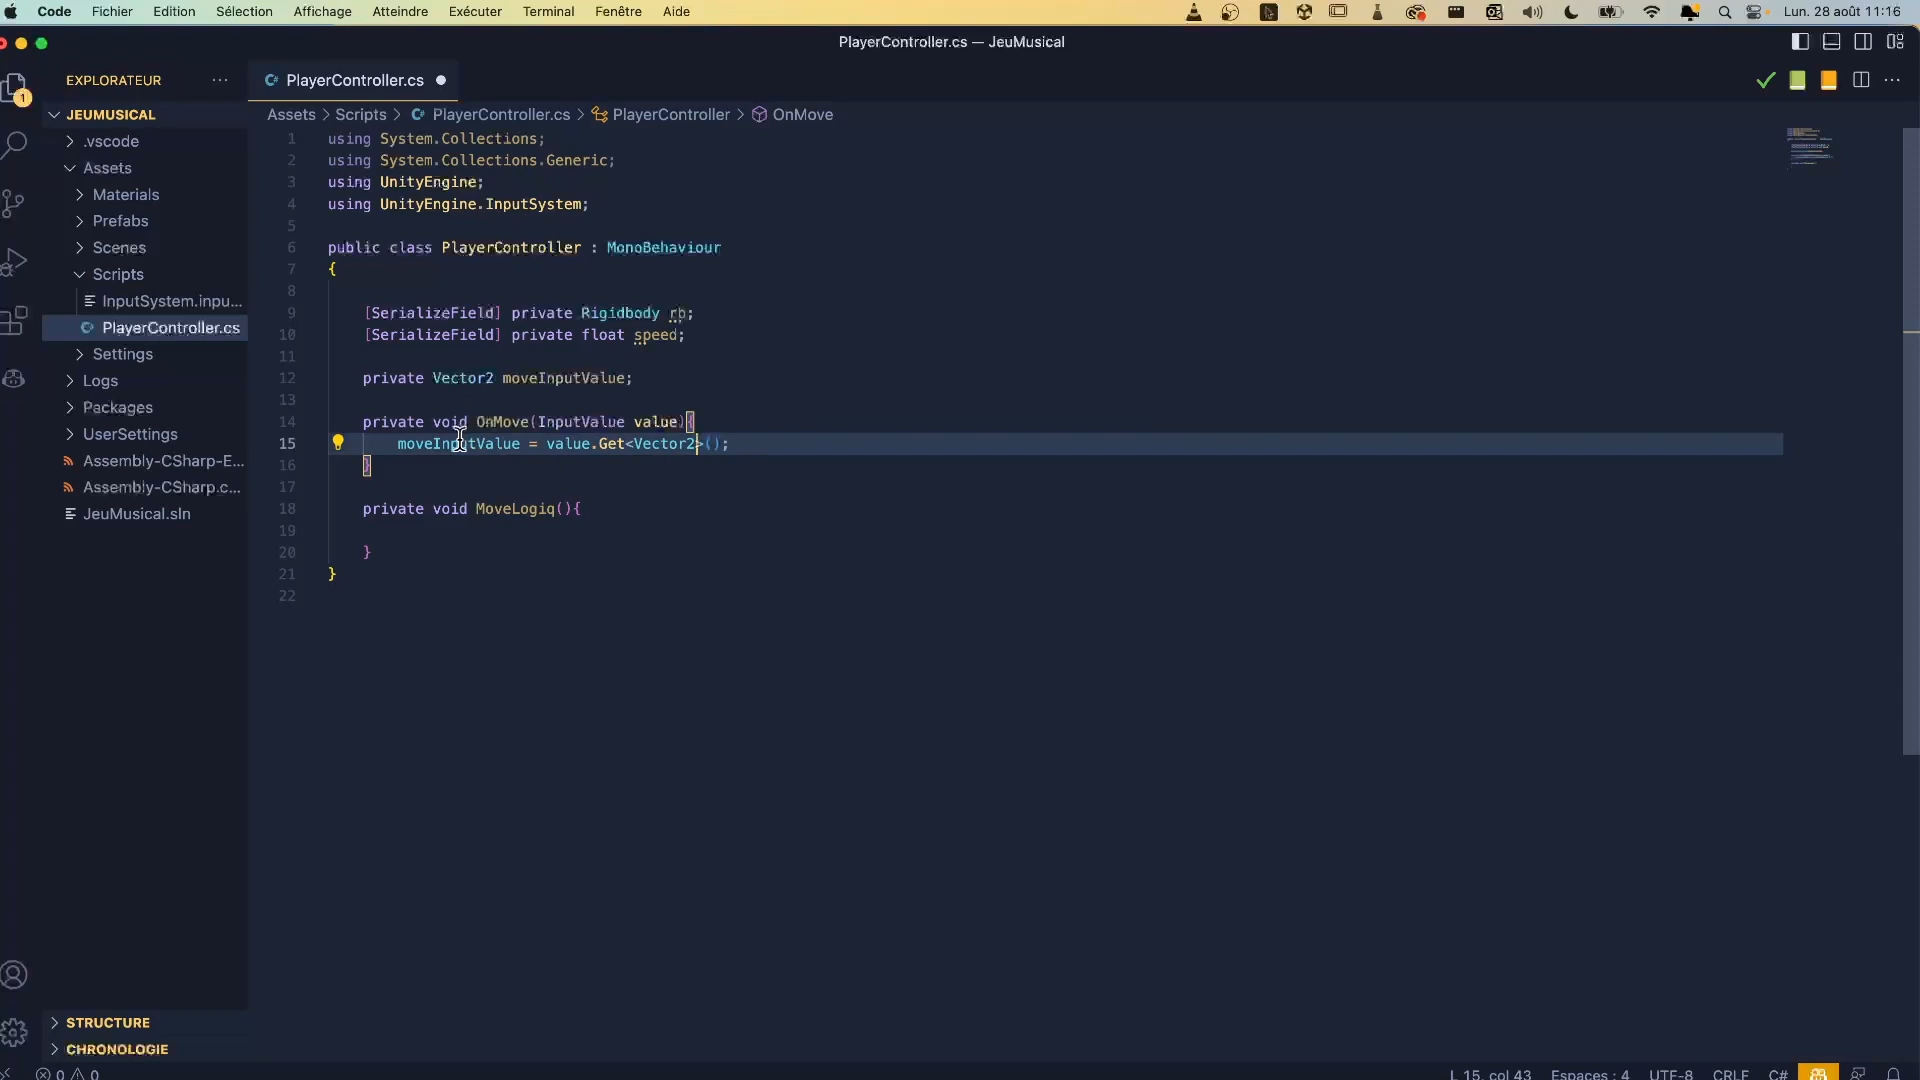 Code Fichier Edition Sélection Affichage Atteindre Exécuter Terminal Fenêtre Aide Lun. 28 août 11:16
PlayerController.cs — JeuMusical
EXPLORATEUR ···
PlayerController.cs
1
JEUMUSICAL
Assets > Scripts > PlayerController.cs > PlayerController > OnMove
.vscode
Assets
Materials
Prefabs
Scenes
Scripts
InputSystem.inpu...
PlayerController.cs
Settings
Logs
Packages
UserSettings
Assembly-CSharp-E...
Assembly-CSharp.c...
JeuMusical.sln
STRUCTURE
CHRONOLOGIE
1 using System.Collections;
2 using System.Collections.Generic;
3 using UnityEngine;
4 using UnityEngine.InputSystem;
5
6 public class PlayerController : MonoBehaviour
7 {
8
9 [SerializeField] private Rigidbody rb;
10 [SerializeField] private float speed;
11
12 private Vector2 moveInputValue;
13
14 private void OnMove(InputValue value){
15 moveInputValue = value.Get<Vector2>();
16 }
17
18 private void MoveLogiq(){
19
20 }
21 }
22
0 0 L 15, col 43 Espaces : 4 UTF-8 CRLF C#